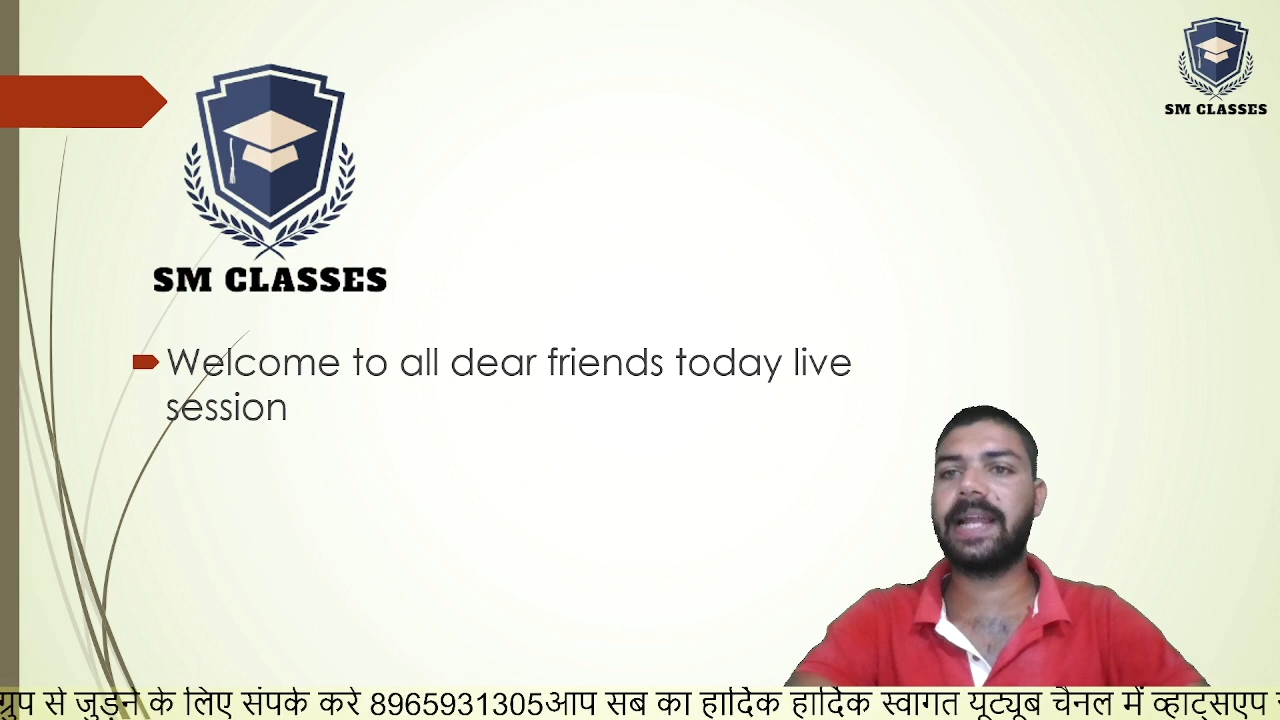 SM CLASSES
SM CLASSES
Welcome to all dear friends today live
session
ग्रुप से जुड़ने के लिए संपर्क करे 8965931305आप सब का हार्दिक हार्दिक स्वागत यूट्यूब चैनल में व्हाट्सएप